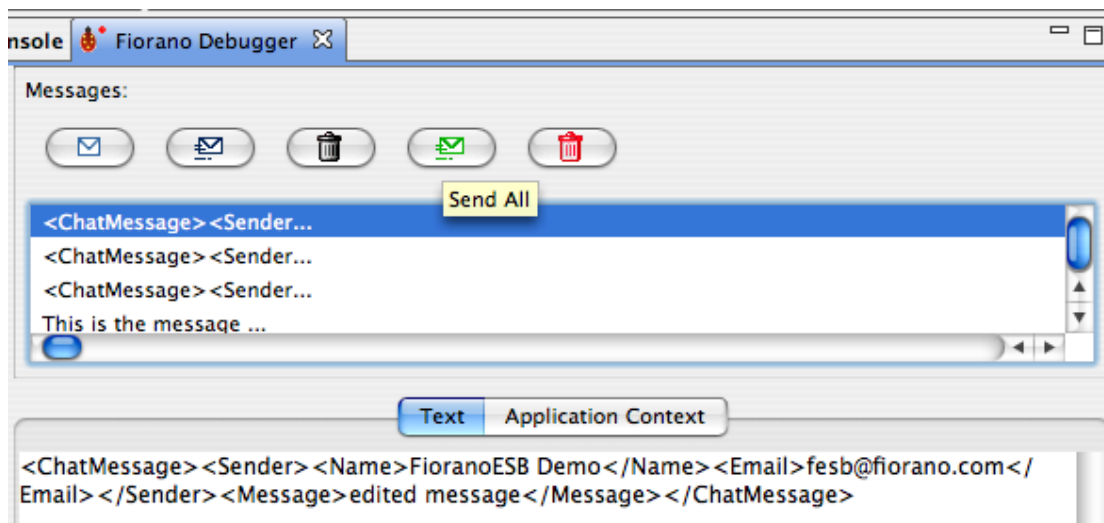 nsole Fiorano Debugger
Messages:
Send All
<ChatMessage><Sender...
<ChatMessage><Sender...
<ChatMessage><Sender...
This is the message ...
Text Application Context
<ChatMessage><Sender><Name>FioranoESB Demo</Name><Email>fesb@fiorano.com</
Email></Sender><Message>edited message</Message></ChatMessage>